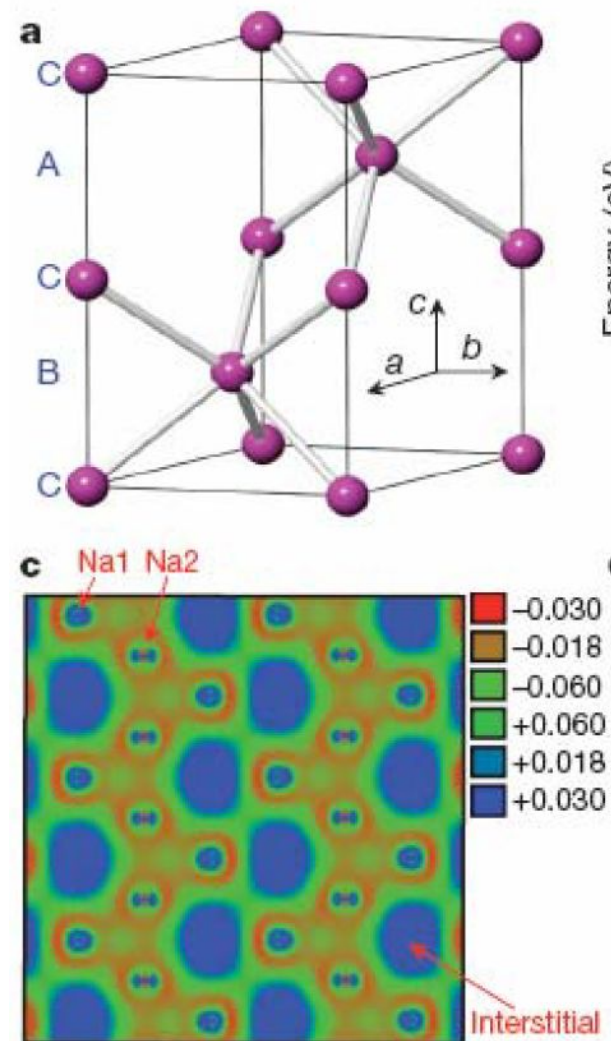 a
C
A
C
B
C
c
a
b
c
Na1 Na2
–0.030
–0.018
–0.060
+0.060
+0.018
+0.030
Interstitial
Energy (eV)